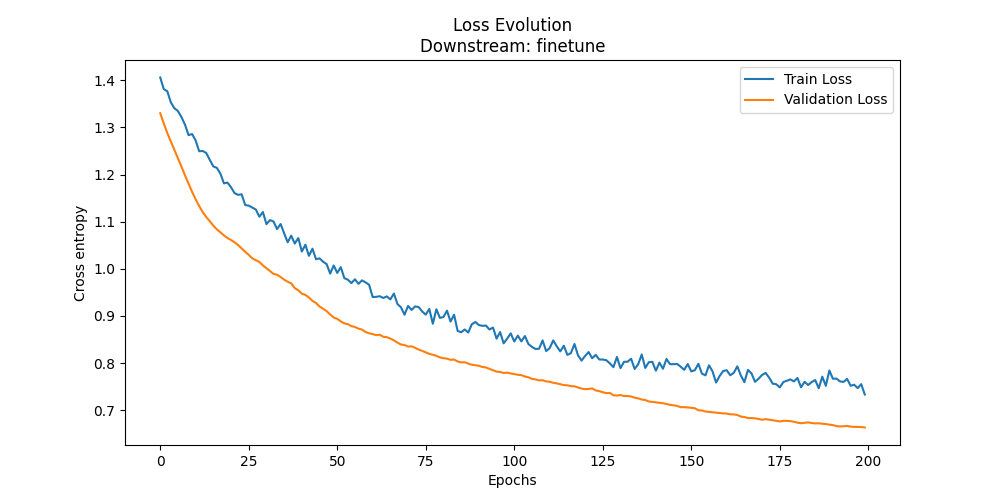 Loss Evolution
Downstream: finetune
Train Loss
Validation Loss
Cross entropy
1.4
1.3
1.2
1.1
1.0
0.9
0.8
0.7
0 25 50 75 100 125 150 175 200
Epochs